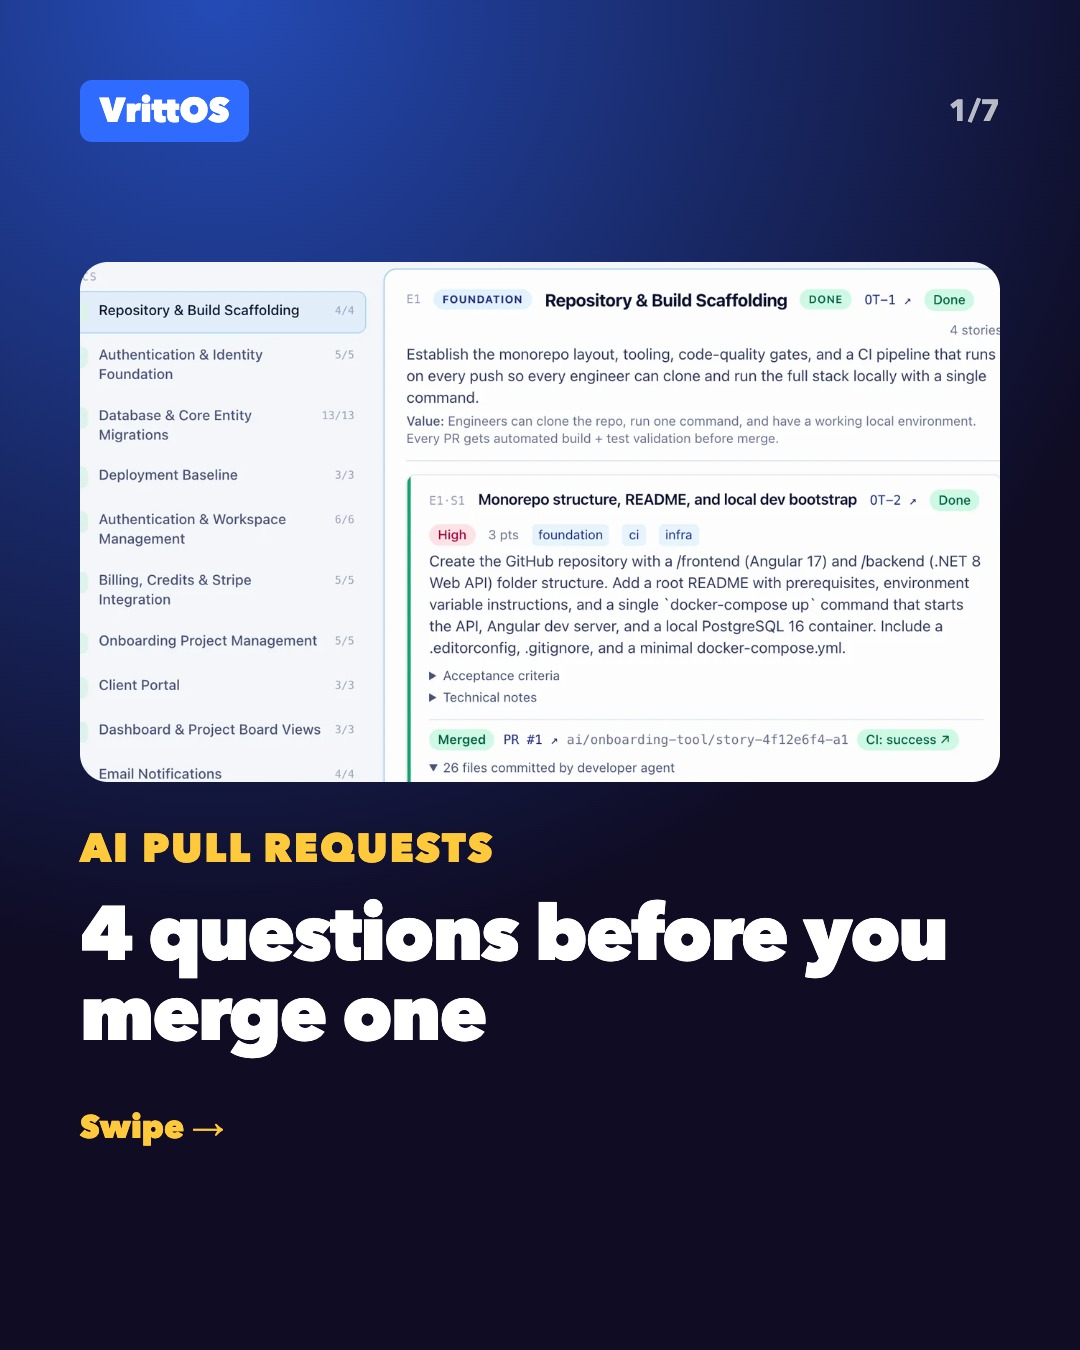 VrittOS
1/7
CS
Repository & Build Scaffolding 4/4
Authentication & Identity 5/5
Foundation
Database & Core Entity 13/13
Migrations
Deployment Baseline 3/3
Authentication & Workspace 6/6
Management
Billing, Credits & Stripe 5/5
Integration
Onboarding Project Management 5/5
Client Portal 3/3
Dashboard & Project Board Views 3/3
Email Notifications 4/4
E1 FOUNDATION Repository & Build Scaffolding DONE OT-1 ↗ Done
4 stories
Establish the monorepo layout, tooling, code-quality gates, and a CI pipeline that runs
on every push so every engineer can clone and run the full stack locally with a single
command.
Value: Engineers can clone the repo, run one command, and have a working local environment.
Every PR gets automated build + test validation before merge.
E1·S1 Monorepo structure, README, and local dev bootstrap OT-2 ↗ Done
High 3 pts foundation ci infra
Create the GitHub repository with a /frontend (Angular 17) and /backend (.NET 8
Web API) folder structure. Add a root README with prerequisites, environment
variable instructions, and a single `docker-compose up` command that starts
the API, Angular dev server, and a local PostgreSQL 16 container. Include a
.editorconfig, .gitignore, and a minimal docker-compose.yml.
▶ Acceptance criteria
▶ Technical notes
Merged PR #1 ↗ ai/onboarding-tool/story-4f12e6f4-a1 CI: success ↗
▼ 26 files committed by developer agent
AI PULL REQUESTS
4 questions before you
merge one
Swipe →